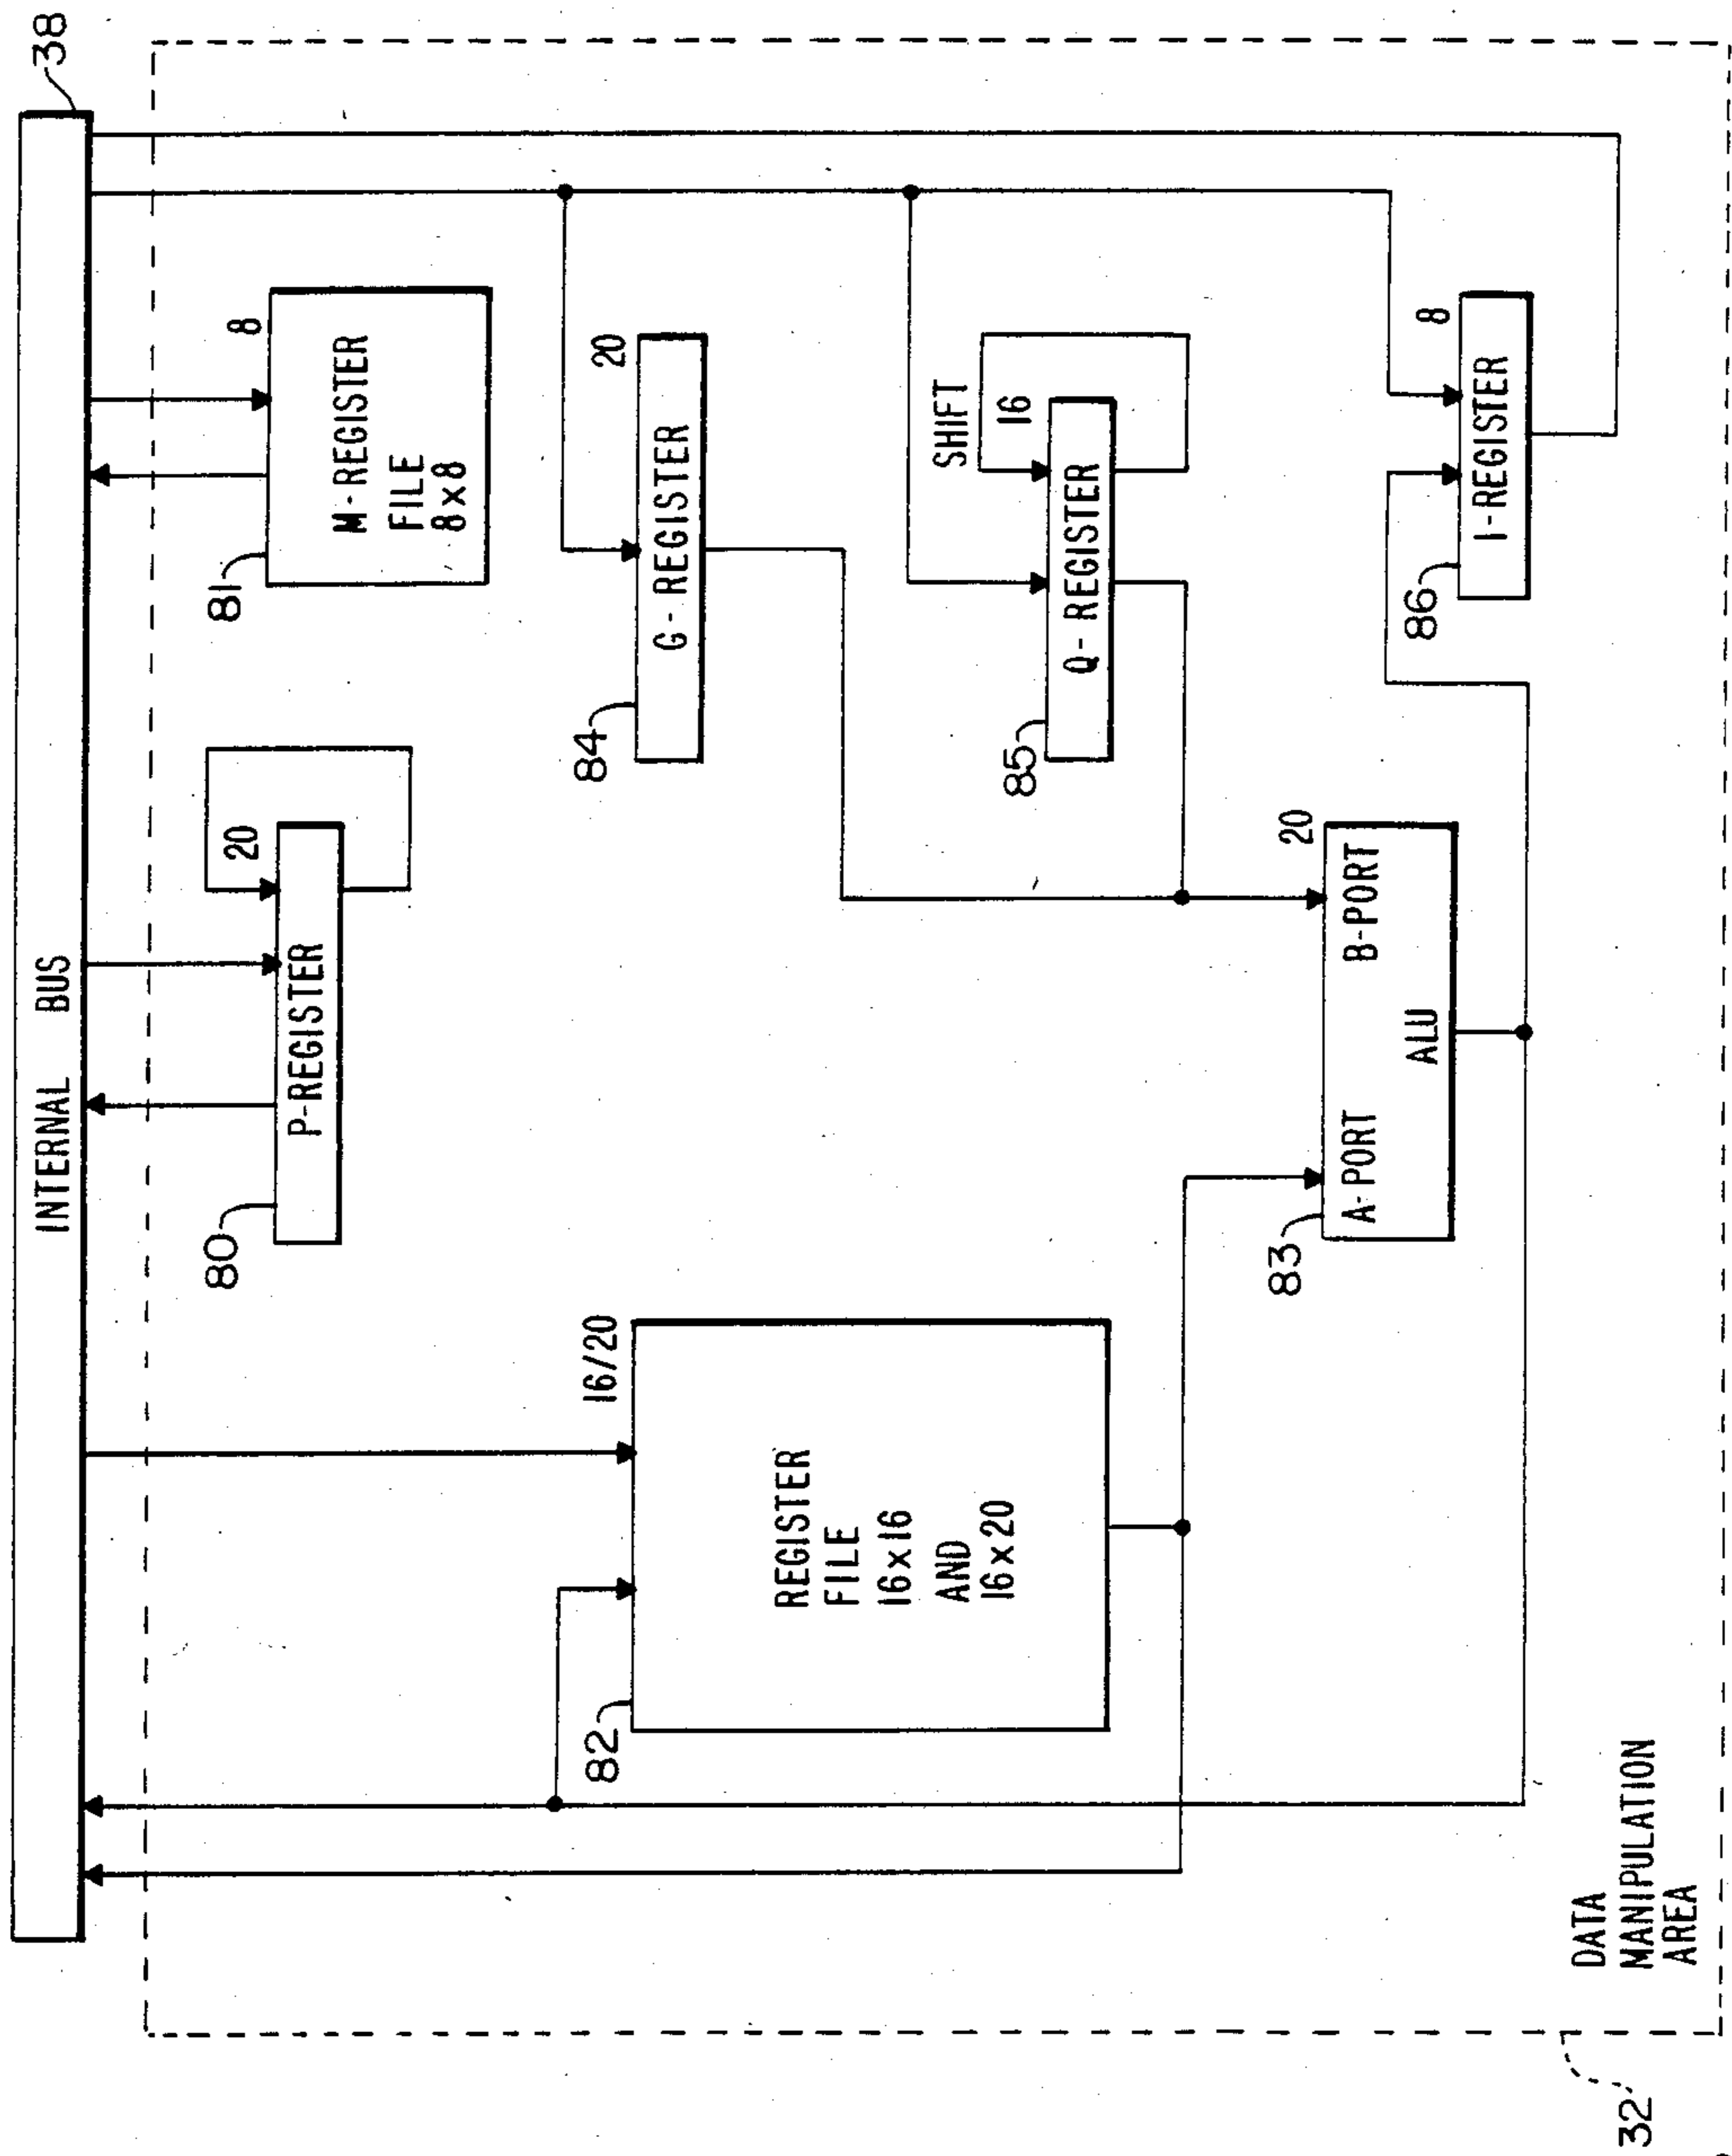 INTERNAL BUS
38
80
P-REGISTER
20
81
M-REGISTER
FILE
8x8
8
82
REGISTER
FILE
16x16
AND
16x20
16/20
84
G-REGISTER
20
85
Q-REGISTER
SHIFT
16
83
A-PORT
B-PORT
ALU
20
86
I-REGISTER
8
DATA
MANIPULATION
AREA
32